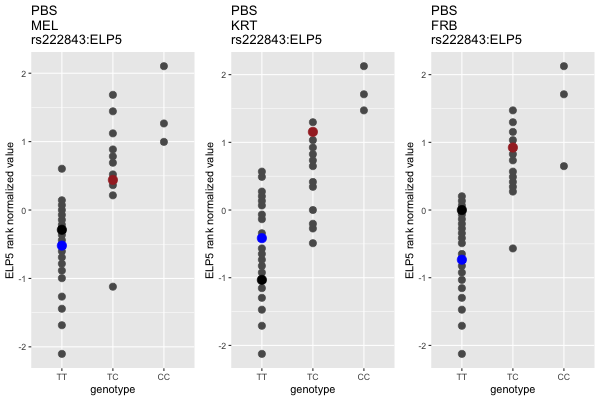 PBS
MEL
rs222843:ELP5
ELP5 rank normalized value
2
1
0
-1
-2
TT
TC
CC
genotype
PBS
KRT
rs222843:ELP5
ELP5 rank normalized value
2
1
0
-1
-2
TT
TC
CC
genotype
PBS
FRB
rs222843:ELP5
ELP5 rank normalized value
2
1
0
-1
-2
TT
TC
CC
genotype